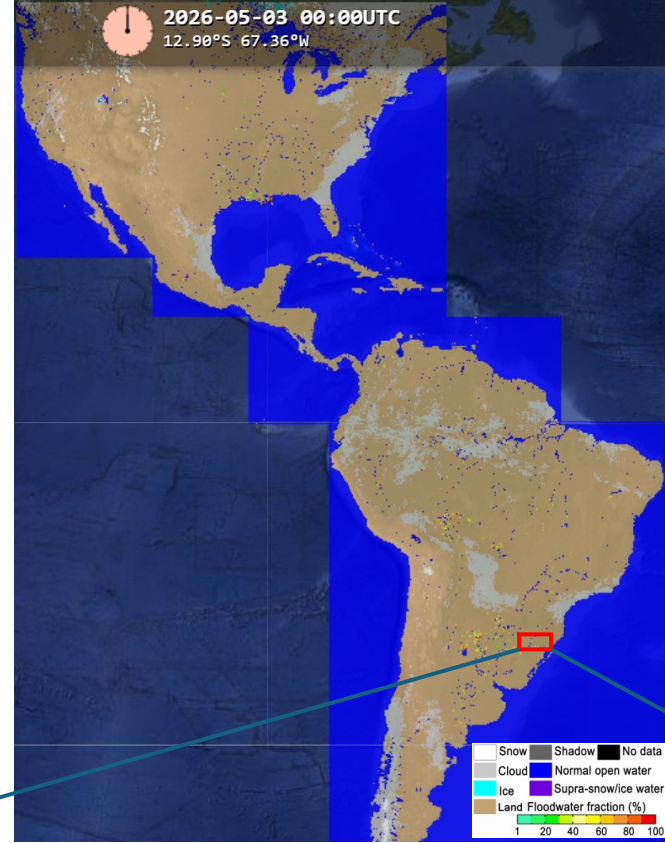 2026-05-03 00:00UTC
12.90°S 67.36°W
Snow Shadow No data
Cloud Normal open water
Ice Supra-snow/ice water
Land Floodwater fraction (%)
1 20 40 60 80 100